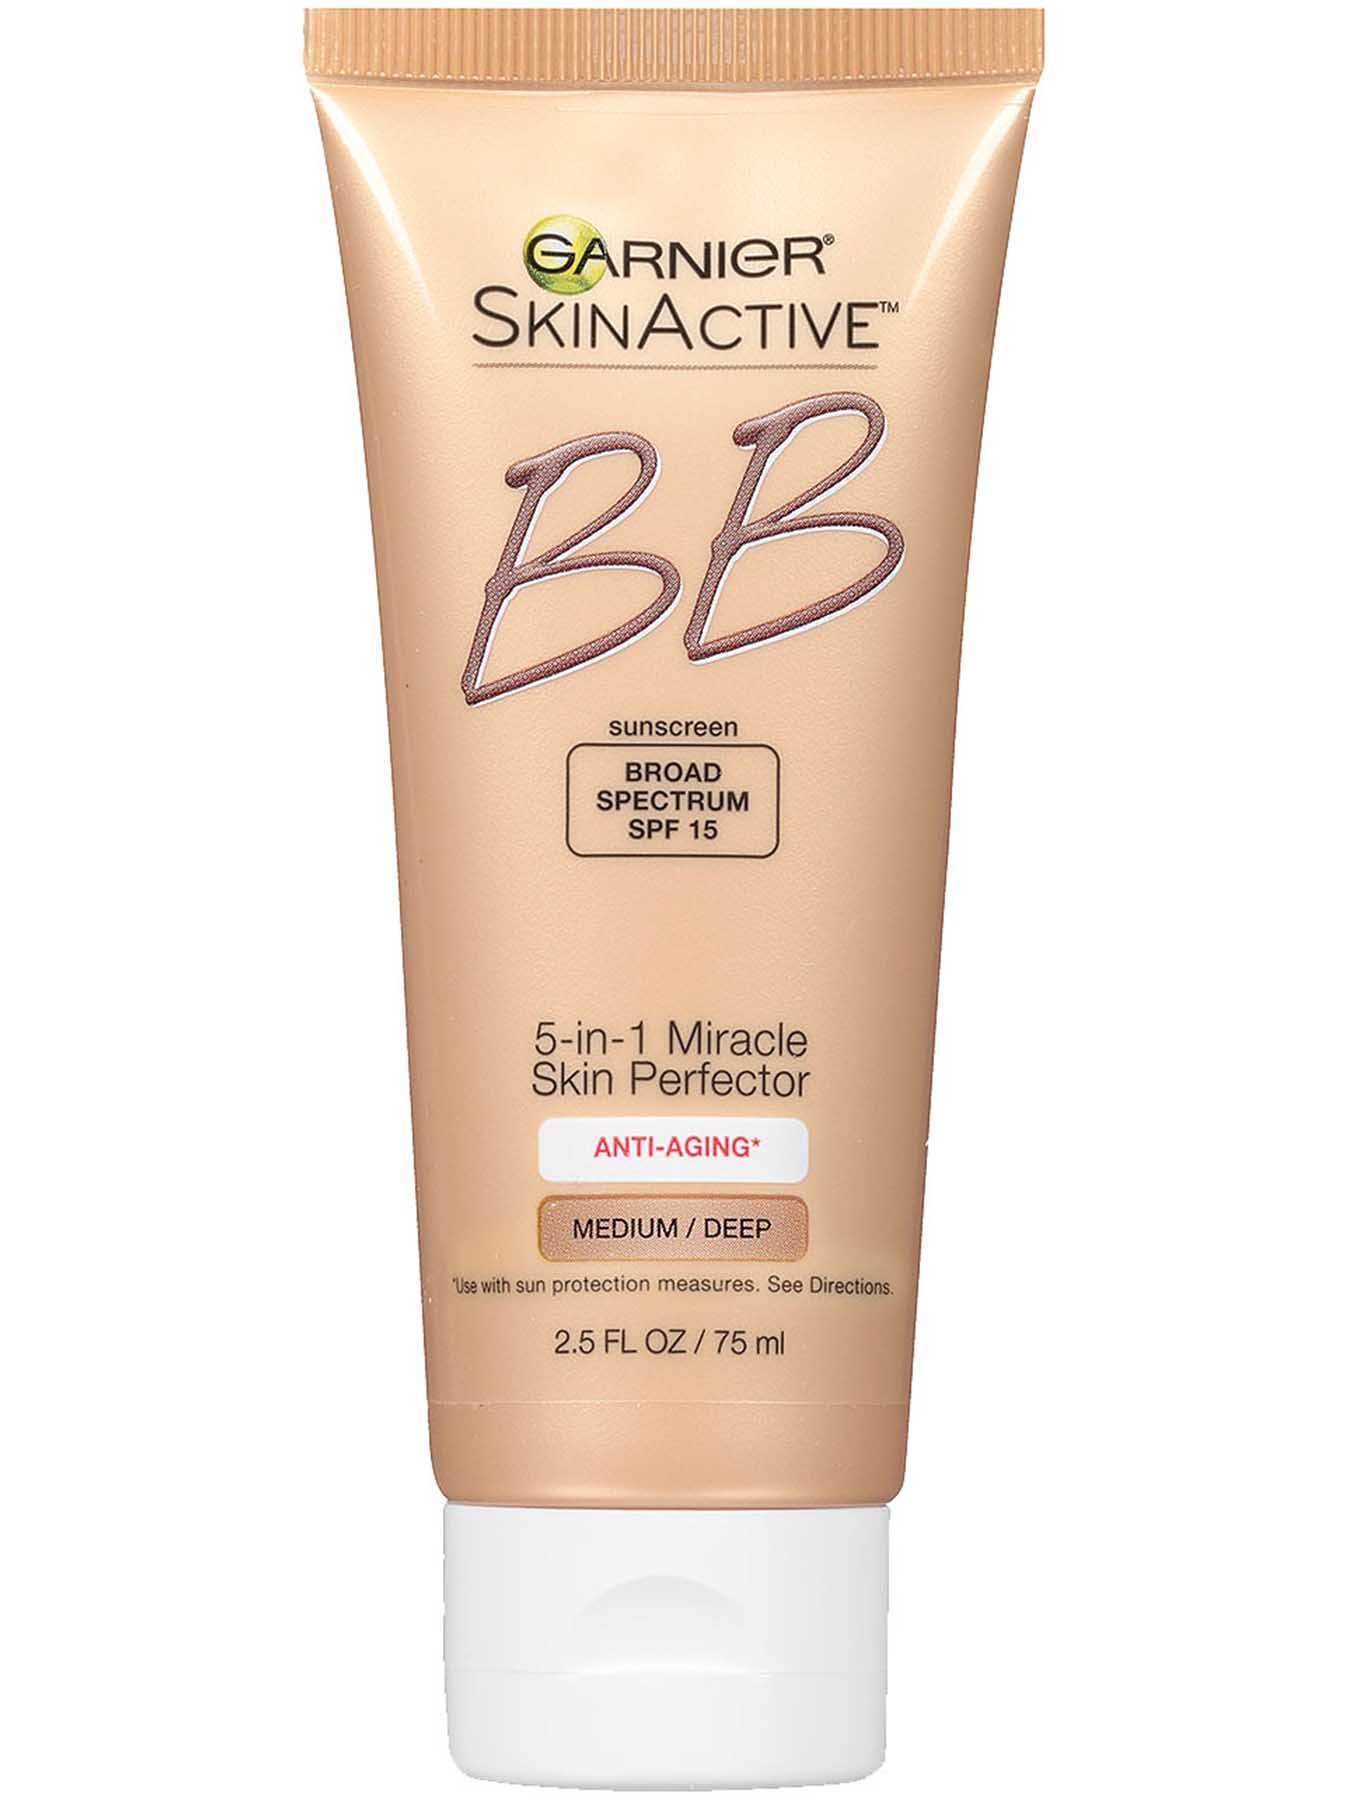 GARNIER®
SKINACTIVE™
BB
sunscreen
BROAD
SPECTRUM
SPF 15
5-in-1 Miracle
Skin Perfector
ANTI-AGING*
MEDIUM / DEEP
*Use with sun protection measures. See Directions.
2.5 FL OZ / 75 ml